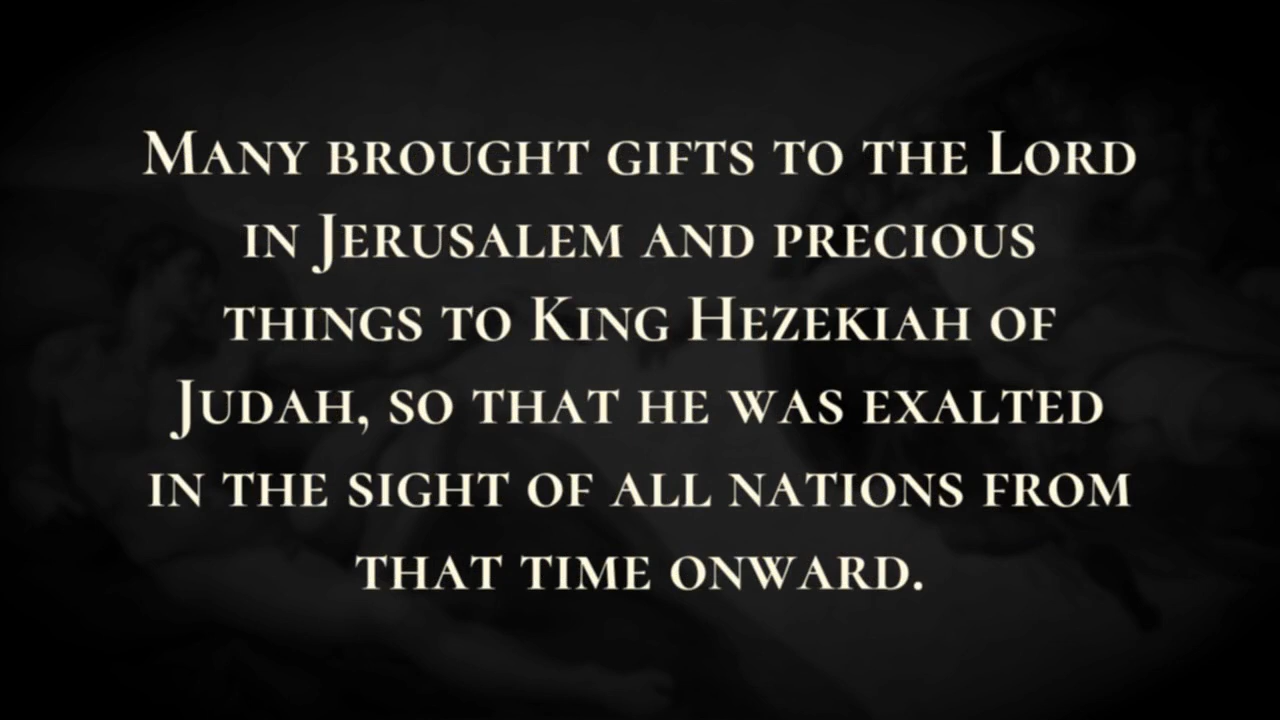 Many brought gifts to the Lord
in Jerusalem and precious
things to King Hezekiah of
Judah, so that he was exalted
in the sight of all nations from
that time onward.